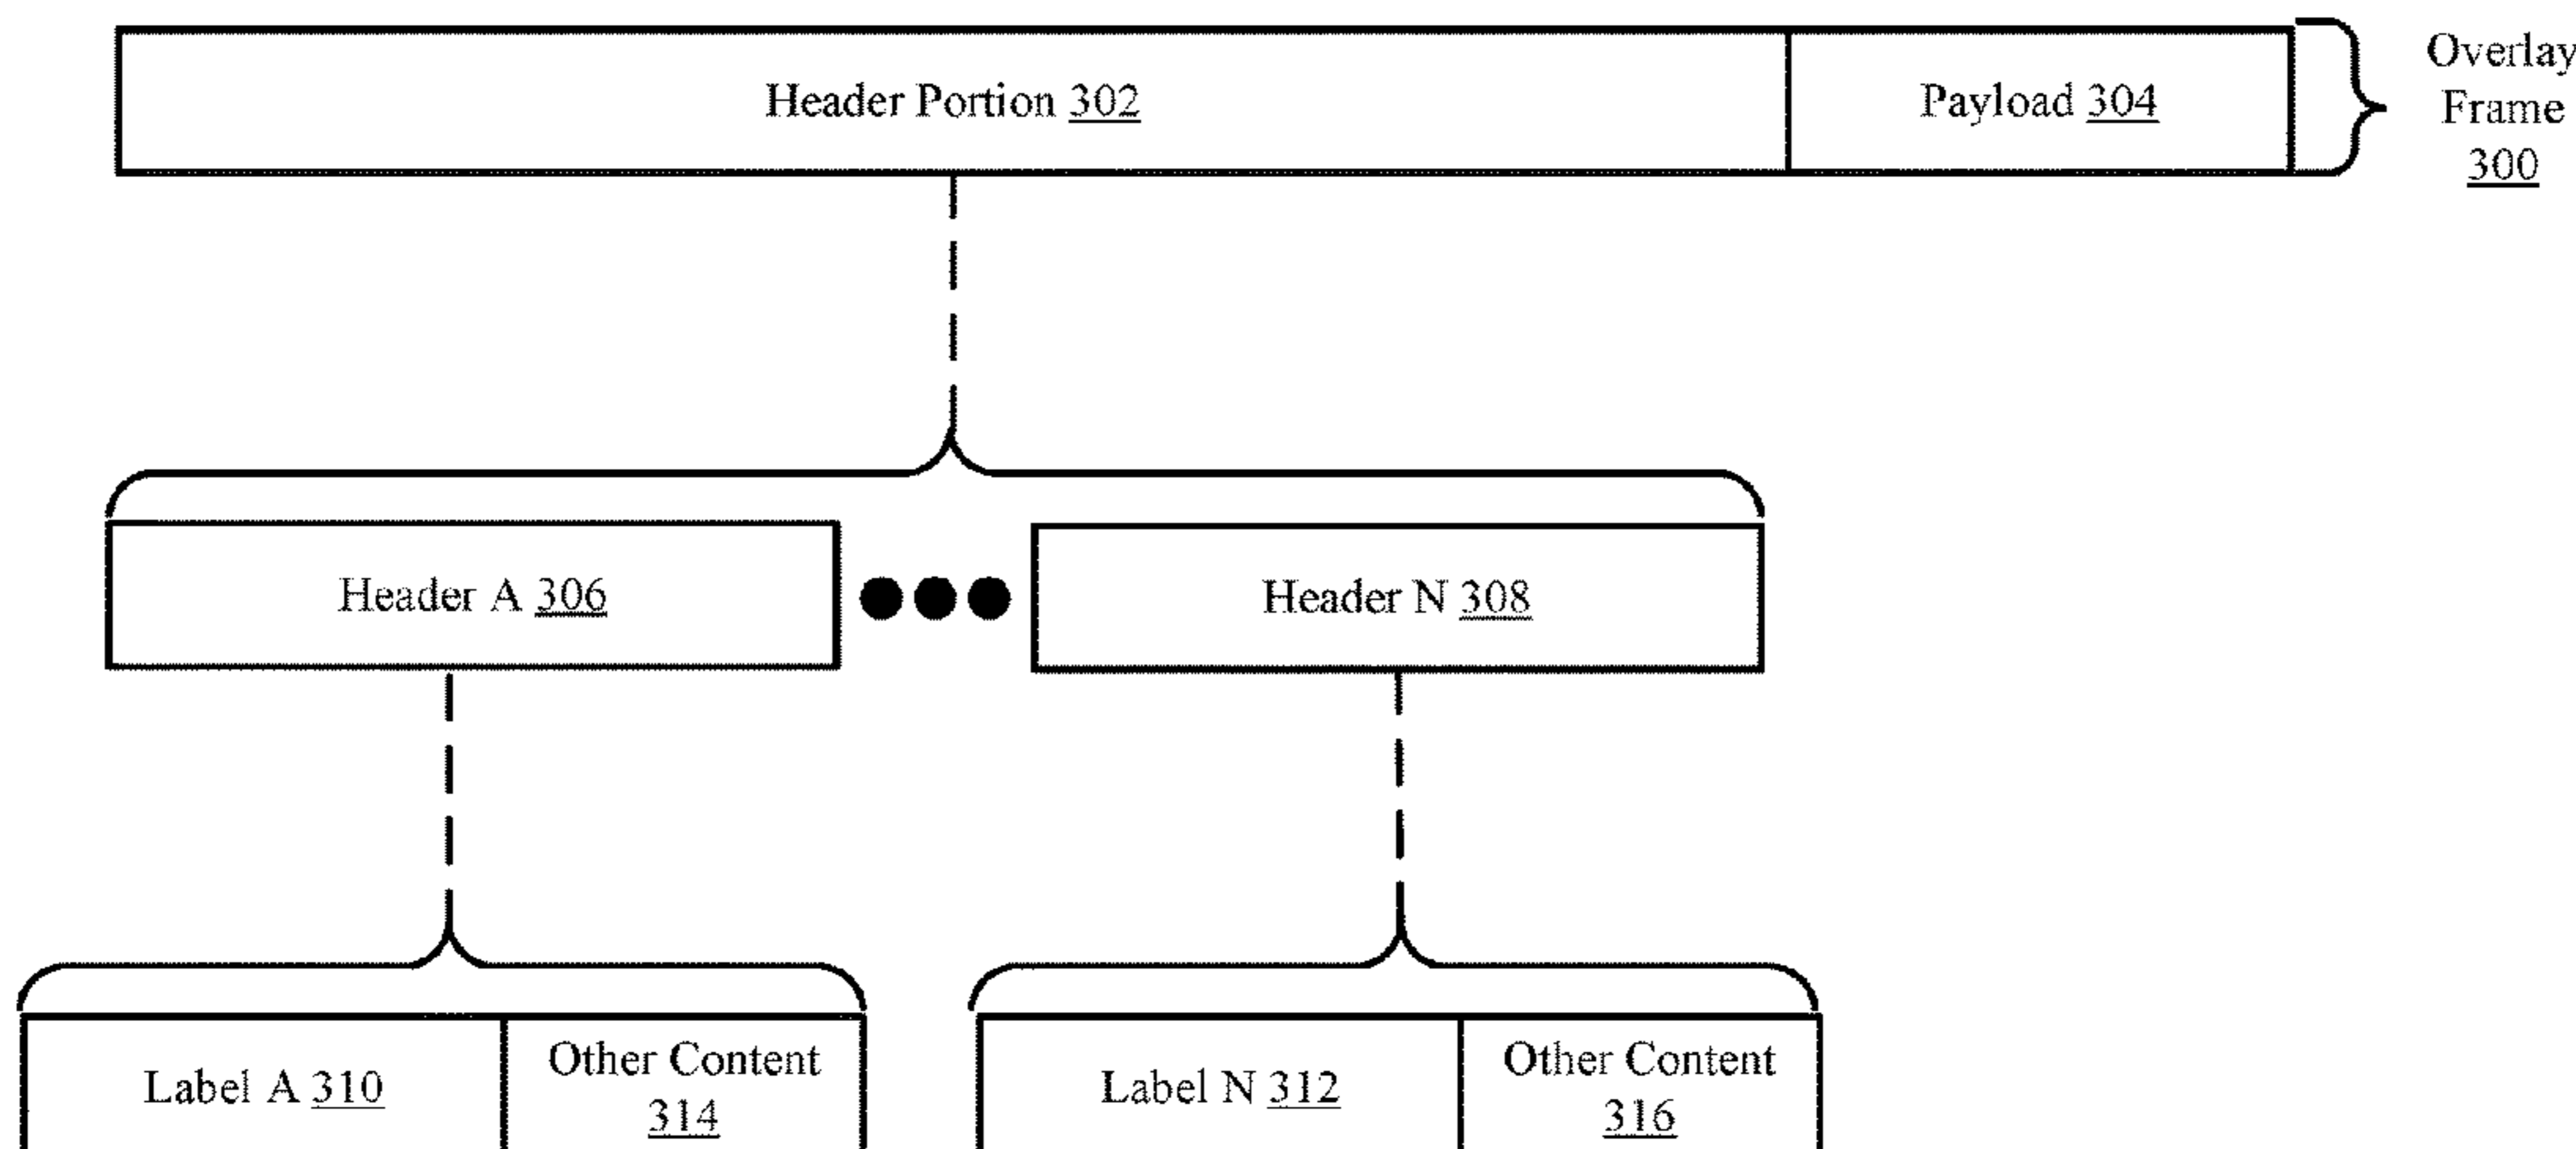 Header Portion 302
Payload 304
Overlay
Frame
300
Header A 306
Header N 308
Label A 310
Other Content
314
Label N 312
Other Content
316